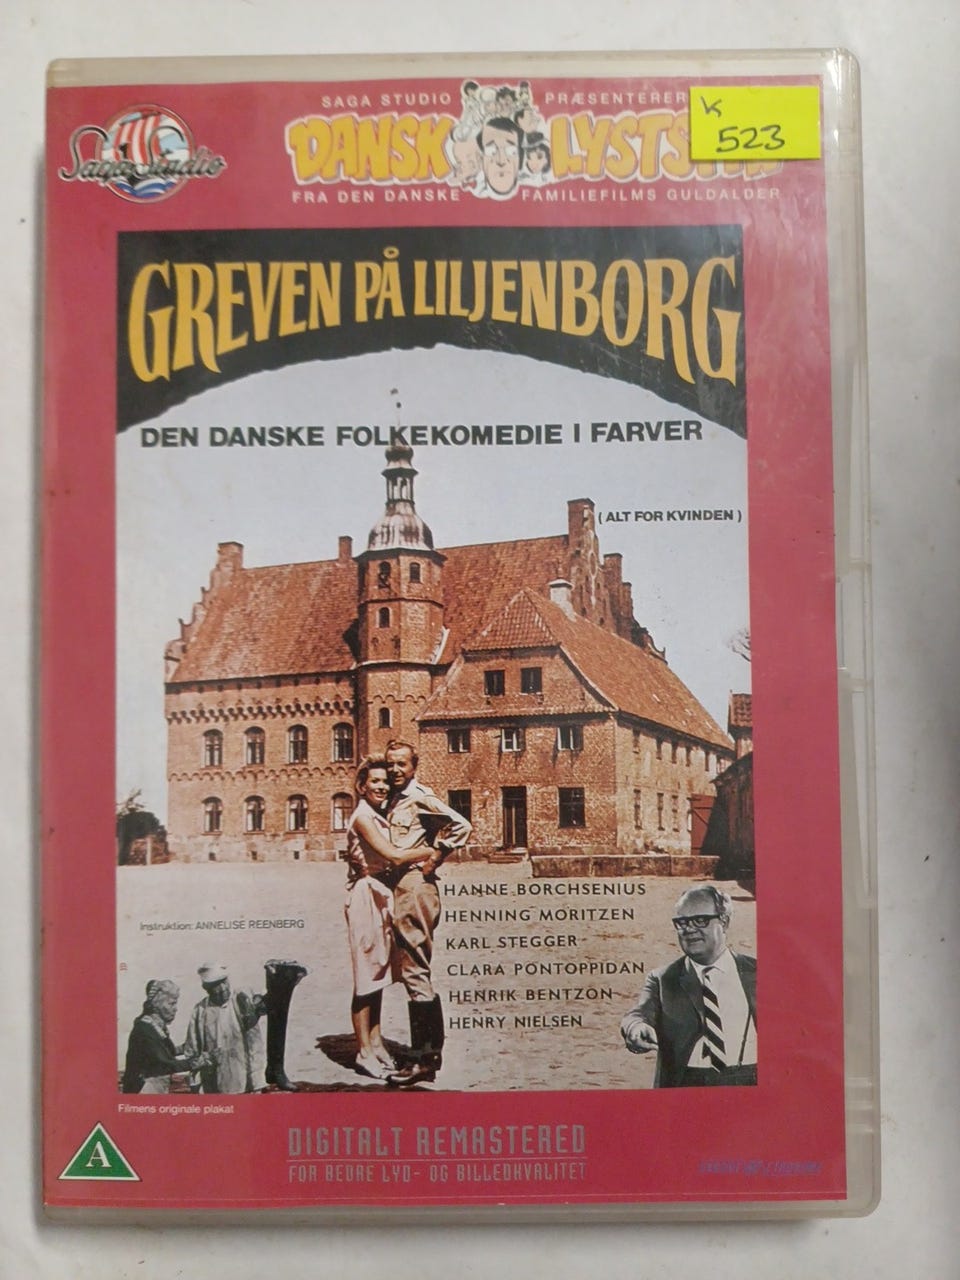 Saga Studio
SAGA STUDIO PRÆSENTERER
DANSK
K
523
FRA DEN DANSKE FAMILIEFILMS GULDALDER
GREVEN PÅ LILJENBORG
DEN DANSKE FOLKEKOMEDIE I FARVER
( ALT FOR KVINDEN )
HANNE BORCHSENIUS
Instruktion: ANNELISE REENBERG
HENNING MORITZEN
KARL STEGGER
CLARA PONTOPPIDAN
HENRIK BENTZON
HENRY NIELSEN
Filmens originale plakat
A
DIGITALT REMASTERED
FOR BEDRE LYD- OG BILLEDKVALITET